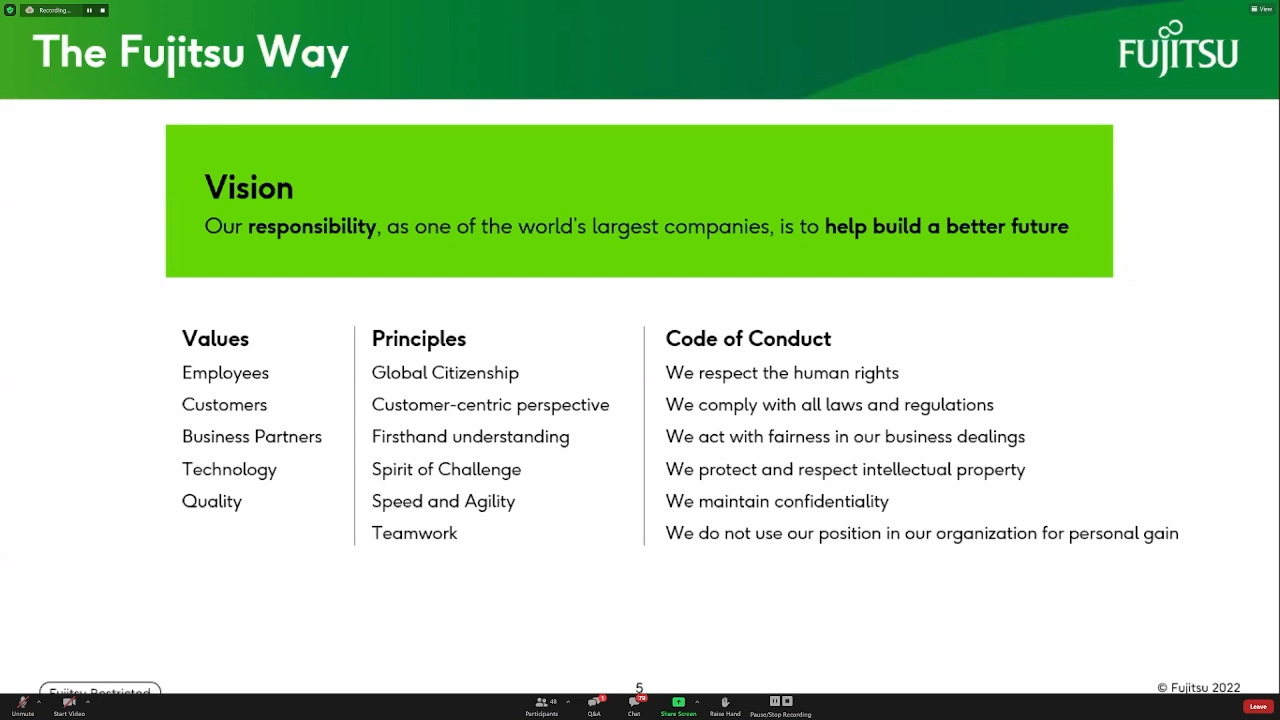 Recording...
View
The Fujitsu Way
FUJITSU
Vision
Our responsibility, as one of the world's largest companies, is to help build a better future
Values
Employees
Customers
Business Partners
Technology
Quality
Principles
Global Citizenship
Customer-centric perspective
Firsthand understanding
Spirit of Challenge
Speed and Agility
Teamwork
Code of Conduct
We respect the human rights
We comply with all laws and regulations
We act with fairness in our business dealings
We protect and respect intellectual property
We maintain confidentiality
We do not use our position in our organization for personal gain
Fujitsu Restricted
5
© Fujitsu 2022
Unmute
Start Video
48
Participants
1
Q&A
79
Chat
Share Screen
Raise Hand
Pause/Stop Recording
Leave